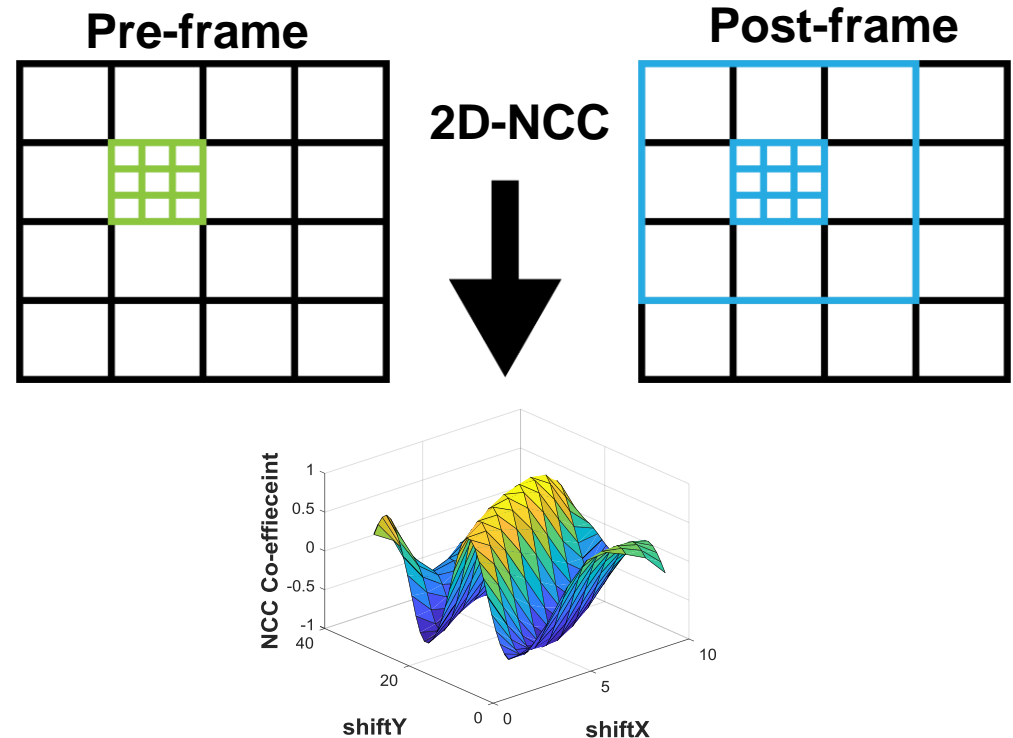 Pre-frame
Post-frame
2D-NCC
NCC Co-effieceint
1
0.5
0
-0.5
-1
40
20
0
0
5
10
shiftY
shiftX